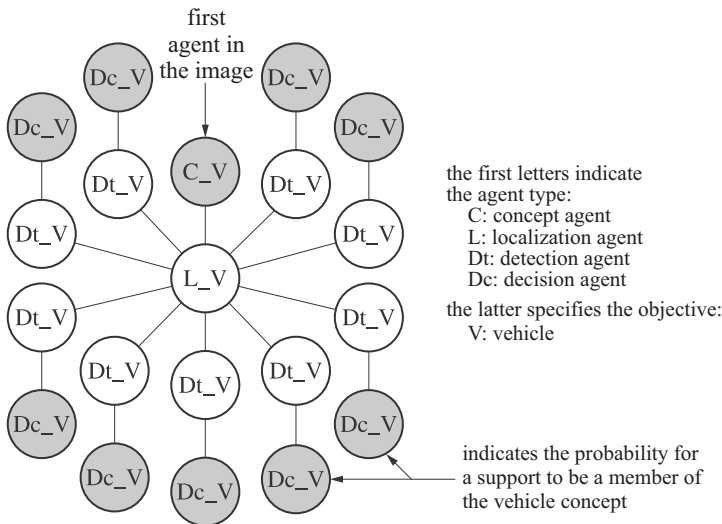 first
agent in
the image
Dc_V
Dc_V
Dc_V
Dc_V
C_V
Dt_V
Dt_V
Dt_V
Dt_V
L_V
Dt_V
Dt_V
Dt_V
Dt_V
Dt_V
Dc_V
Dc_V
Dc_V
Dc_V
Dc_V
the first letters indicate
the agent type:
C: concept agent
L: localization agent
Dt: detection agent
Dc: decision agent
the latter specifies the objective:
V: vehicle
indicates the probability for
a support to be a member of
the vehicle concept